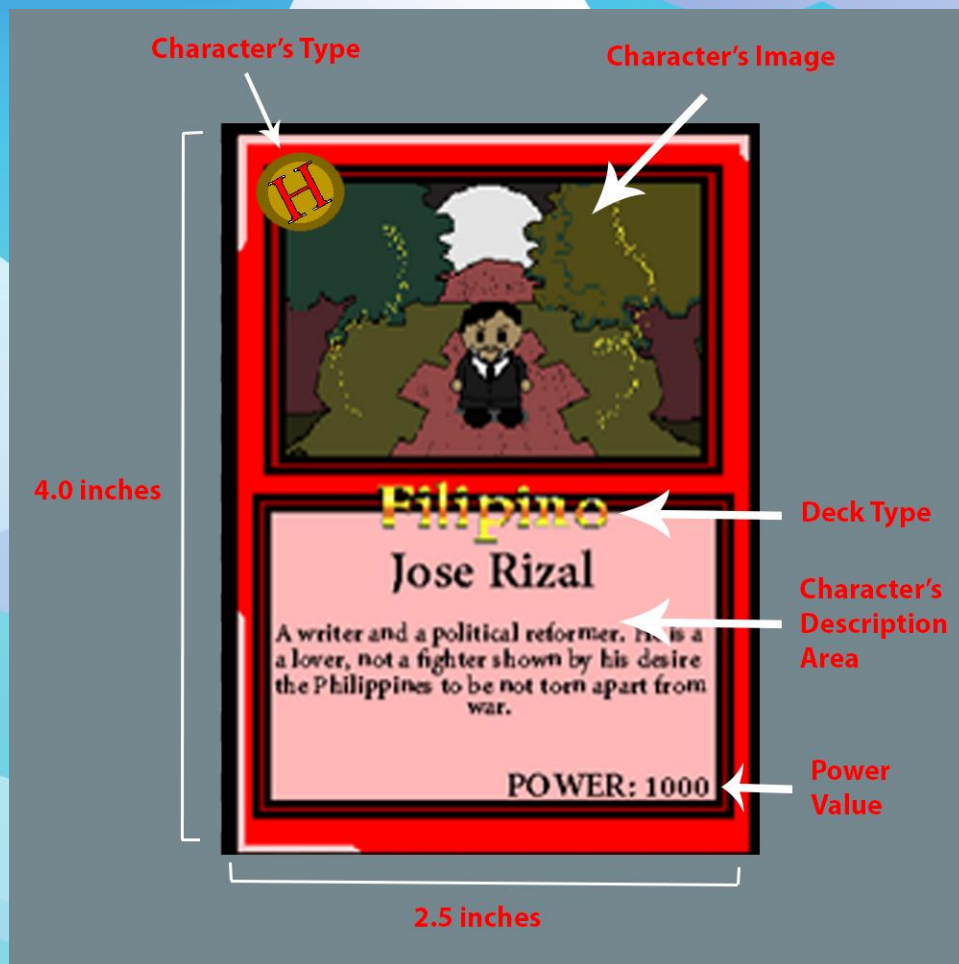 Character's Type
Character's Image
H
4.0 inches
Filipino
Deck Type
Jose Rizal
Character's
Description
Area
A writer and a political reformer. He is a
a lover, not a fighter shown by his desire
the Philippines to be not torn apart from
war.
POWER: 1000
Power
Value
2.5 inches